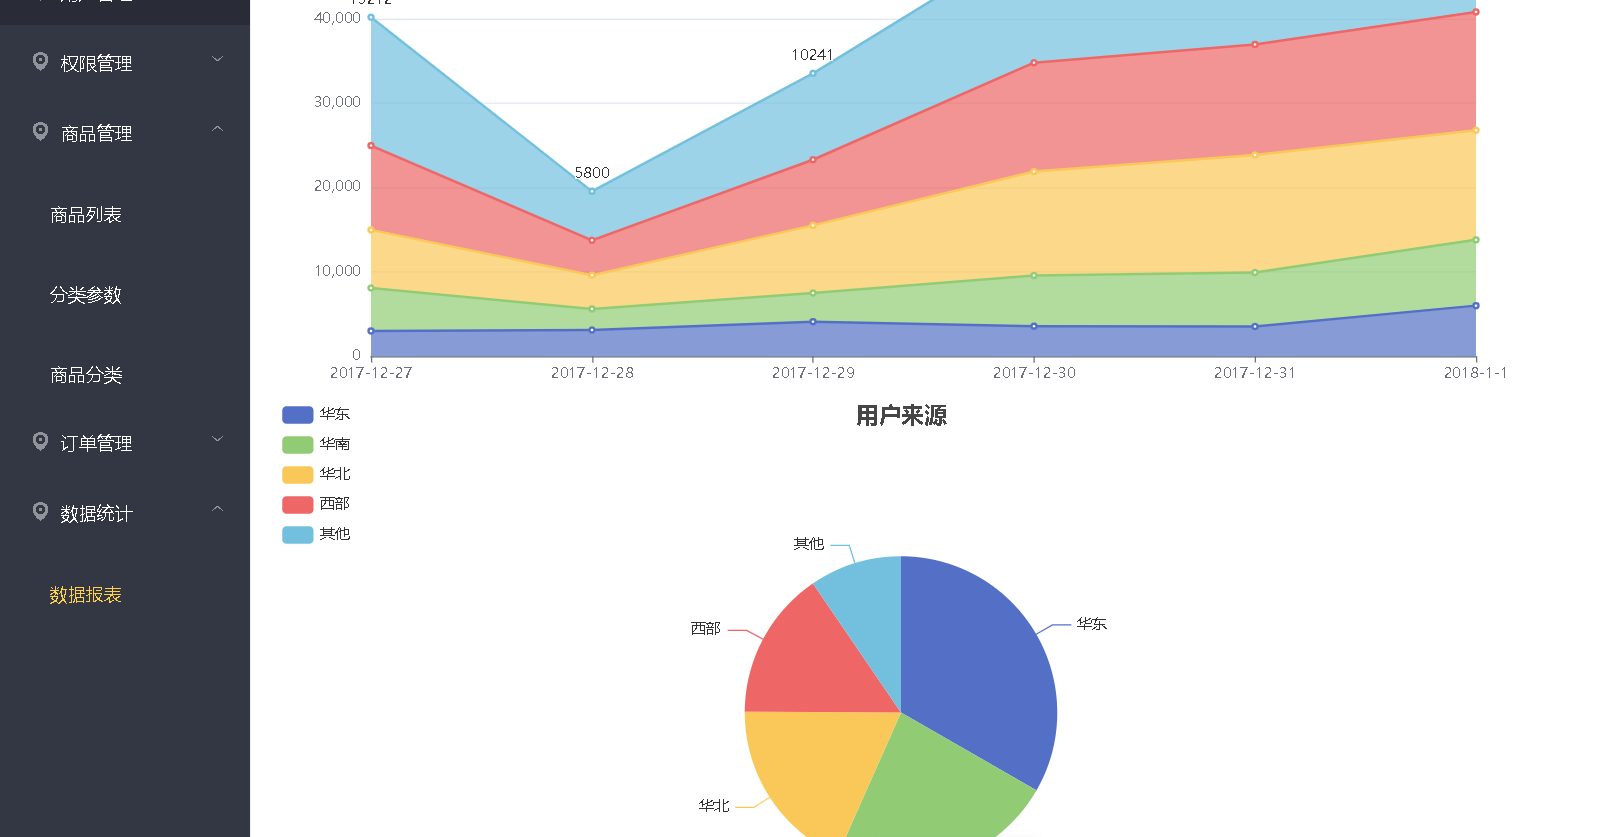 权限管理
商品管理
商品列表
分类参数
商品分类
订单管理
数据统计
数据报表
40,000
30,000
20,000
10,000
0
10241
5800
2017-12-27
2017-12-28
2017-12-29
2017-12-30
2017-12-31
2018-1-1
华东
华南
华北
西部
其他
用户来源
其他
西部
华东
华北